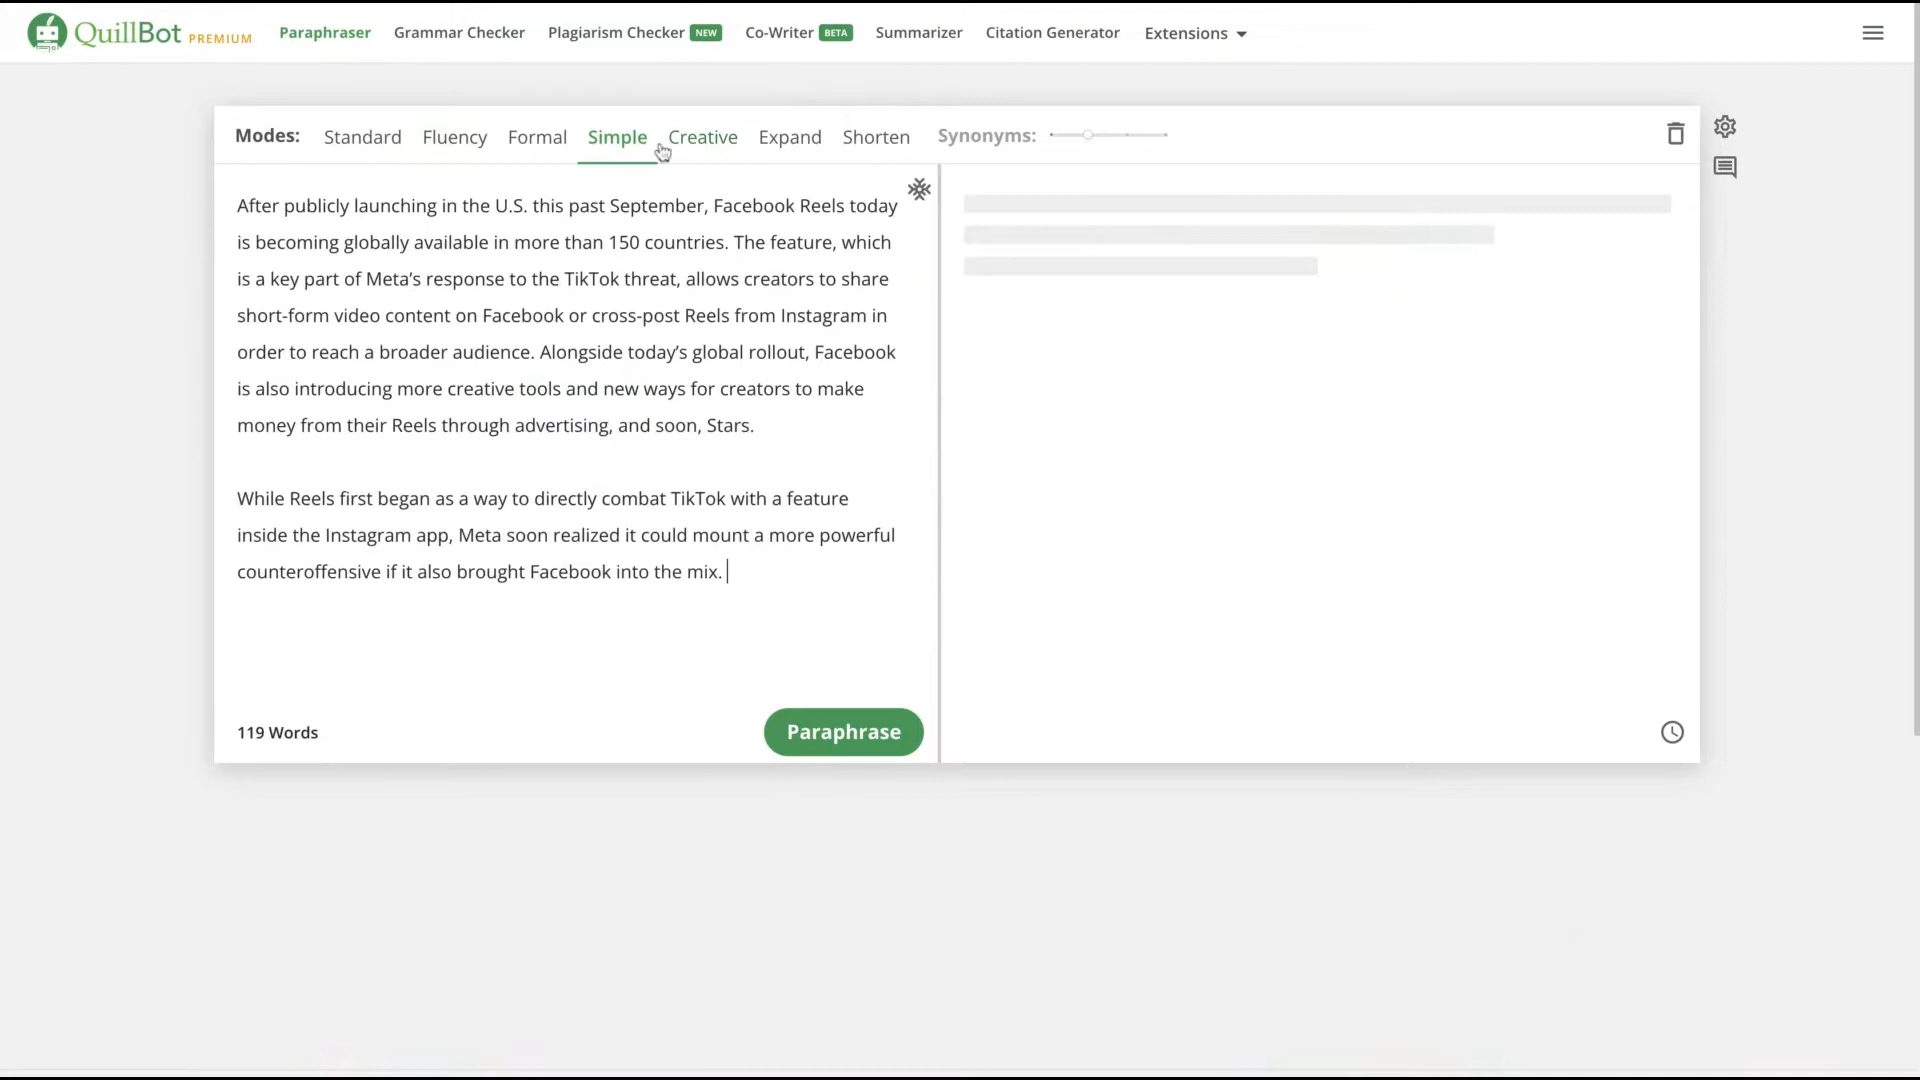 QuillBot PREMIUM Paraphraser Grammar Checker Plagiarism Checker NEW Co-Writer BETA Summarizer Citation Generator Extensions
Modes: Standard Fluency Formal Simple Creative Expand Shorten Synonyms:
After publicly launching in the U.S. this past September, Facebook Reels today
is becoming globally available in more than 150 countries. The feature, which
is a key part of Meta’s response to the TikTok threat, allows creators to share
short-form video content on Facebook or cross-post Reels from Instagram in
order to reach a broader audience. Alongside today’s global rollout, Facebook
is also introducing more creative tools and new ways for creators to make
money from their Reels through advertising, and soon, Stars.
While Reels first began as a way to directly combat TikTok with a feature
inside the Instagram app, Meta soon realized it could mount a more powerful
counteroffensive if it also brought Facebook into the mix.
119 Words
Paraphrase